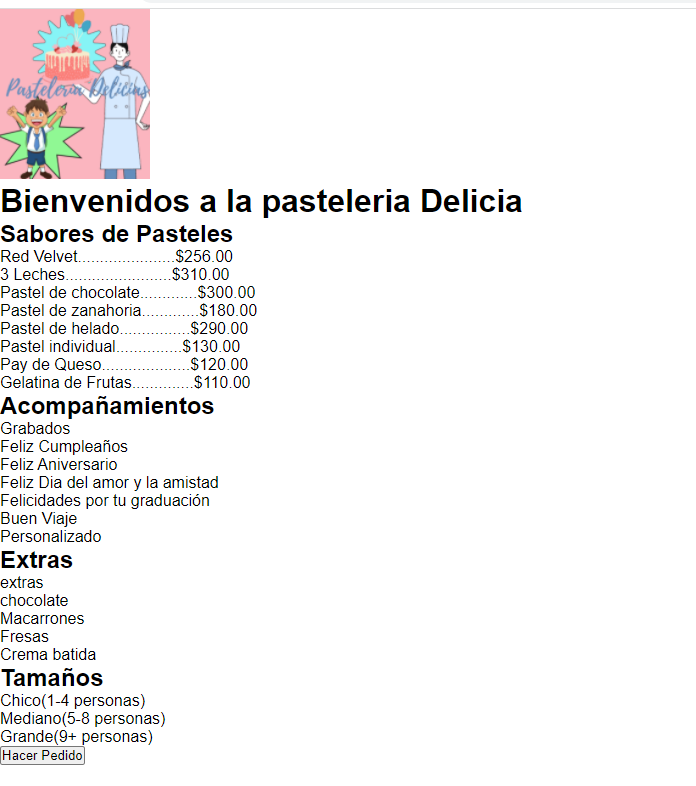 Pasteleria Delicias
Bienvenidos a la pasteleria Delicia
Sabores de Pasteles
Red Velvet......................$256.00
3 Leches........................$310.00
Pastel de chocolate.............$300.00
Pastel de zanahoria.............$180.00
Pastel de helado................$290.00
Pastel individual...............$130.00
Pay de Queso....................$120.00
Gelatina de Frutas..............$110.00
Acompañamientos
Grabados
Feliz Cumpleaños
Feliz Aniversario
Feliz Dia del amor y la amistad
Felicidades por tu graduación
Buen Viaje
Personalizado
Extras
extras
chocolate
Macarrones
Fresas
Crema batida
Tamaños
Chico(1-4 personas)
Mediano(5-8 personas)
Grande(9+ personas)
Hacer Pedido